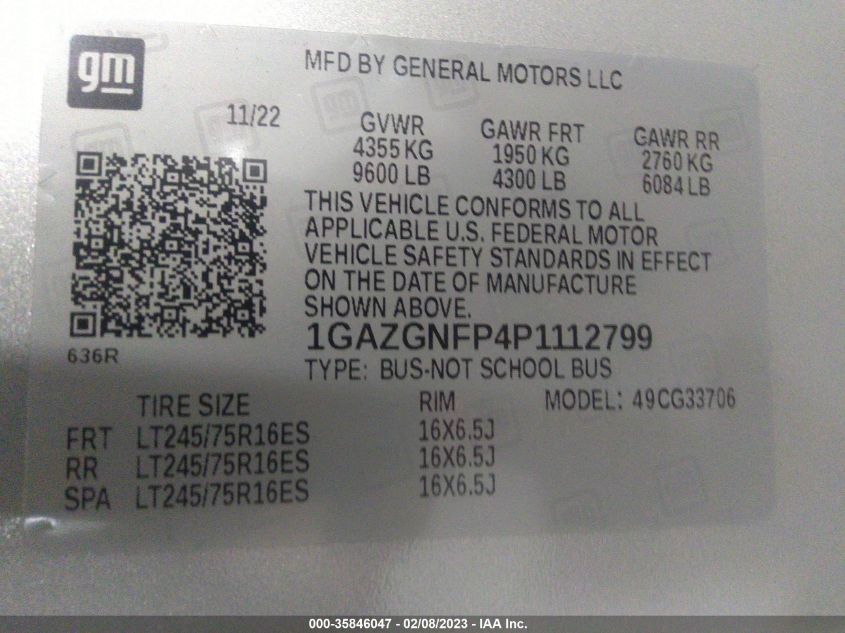 gm
MFD BY GENERAL MOTORS LLC
11/22
GVWR GAWR FRT GAWR RR
4355 KG 1950 KG 2760 KG
9600 LB 4300 LB 6084 LB
THIS VEHICLE CONFORMS TO ALL
APPLICABLE U.S. FEDERAL MOTOR
VEHICLE SAFETY STANDARDS IN EFFECT
ON THE DATE OF MANUFACTURE
SHOWN ABOVE.
1GAZGNFP4P1112799
636R
TYPE: BUS-NOT SCHOOL BUS
TIRE SIZE RIM MODEL: 49CG33706
FRT LT245/75R16ES 16X6.5J
RR LT245/75R16ES 16X6.5J
SPA LT245/75R16ES 16X6.5J
000-35846047 - 02/08/2023 - IAA Inc.